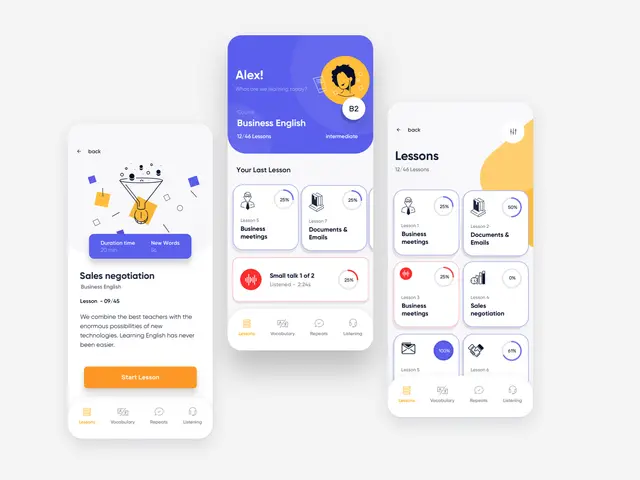 back
Duration time
New Words
20 min
Sales negotiation
Business English
Lesson - 09/45
We combine the best teachers with the
enormous possibilities of new
technologies. Learning English has never
been easier.
Start Lesson
Lessons
Vocabulary
Repeats
Listening
Alex!
What are we studying today?
B2
Business English
12/46 Lessons
intermediate
Your Last Lesson
25%
25%
Lesson 5
Business
meetings
Lesson 7
Documents &
Emails
Small talk 1 of 2
Listened - 2:24s
25%
Lessons
Vocabulary
Repeats
Listening
back
Lessons
12/46 Lessons
25%
Lesson 1
Business
meetings
50%
Lesson 2
Documents
& Emails
25%
Lesson 3
Business
meetings
0%
Lesson 4
Sales
negotiation
100%
Lesson 5
61%
Lesson 6
Lessons
Vocabulary
Repeats
Listening